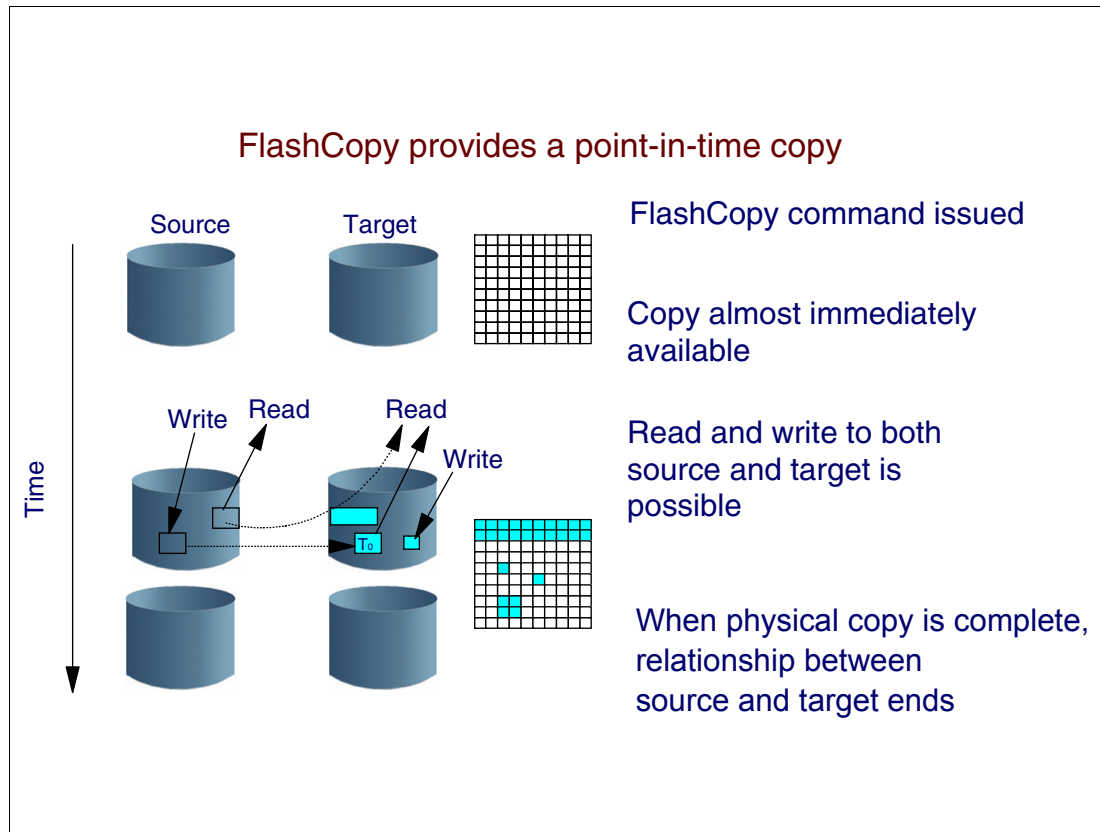 FlashCopy provides a point-in-time copy
Source
Target
FlashCopy command issued
Copy almost immediately
available
Time
Write
Read
Read
Write
Read and write to both
source and target is
possible
T0
When physical copy is complete,
relationship between
source and target ends